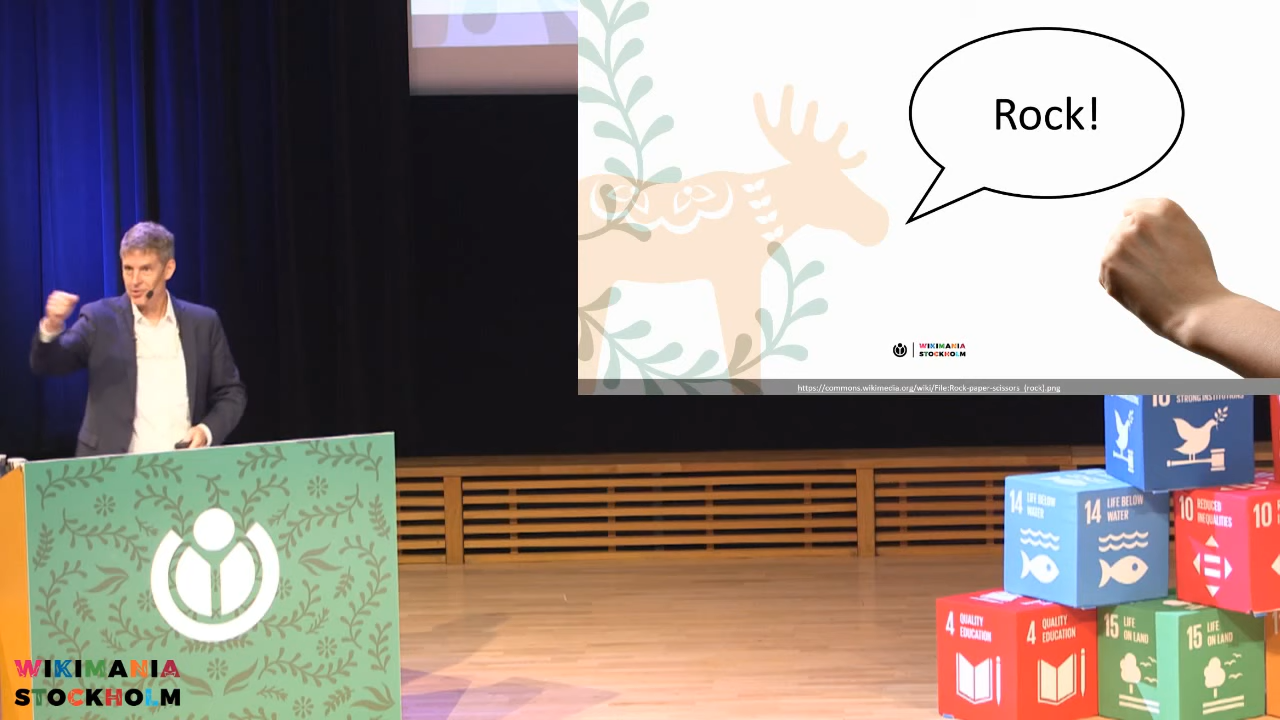 Rock!
WIKIMANIA
STOCKHOLM
https://commons.wikimedia.org/wiki/File:Rock-paper-scissors_(rock).png
16
STRONG INSTITUTIONS
14 LIFE BELOW
WATER
14 LIFE BELOW
WATER
10 REDUCED
INEQUALITIES
10
4 QUALITY
EDUCATION
4 QUALITY
EDUCATION
15 LIFE
ON LAND
15 LIFE
ON LAND
WIKIMANIA
STOCKHOLM